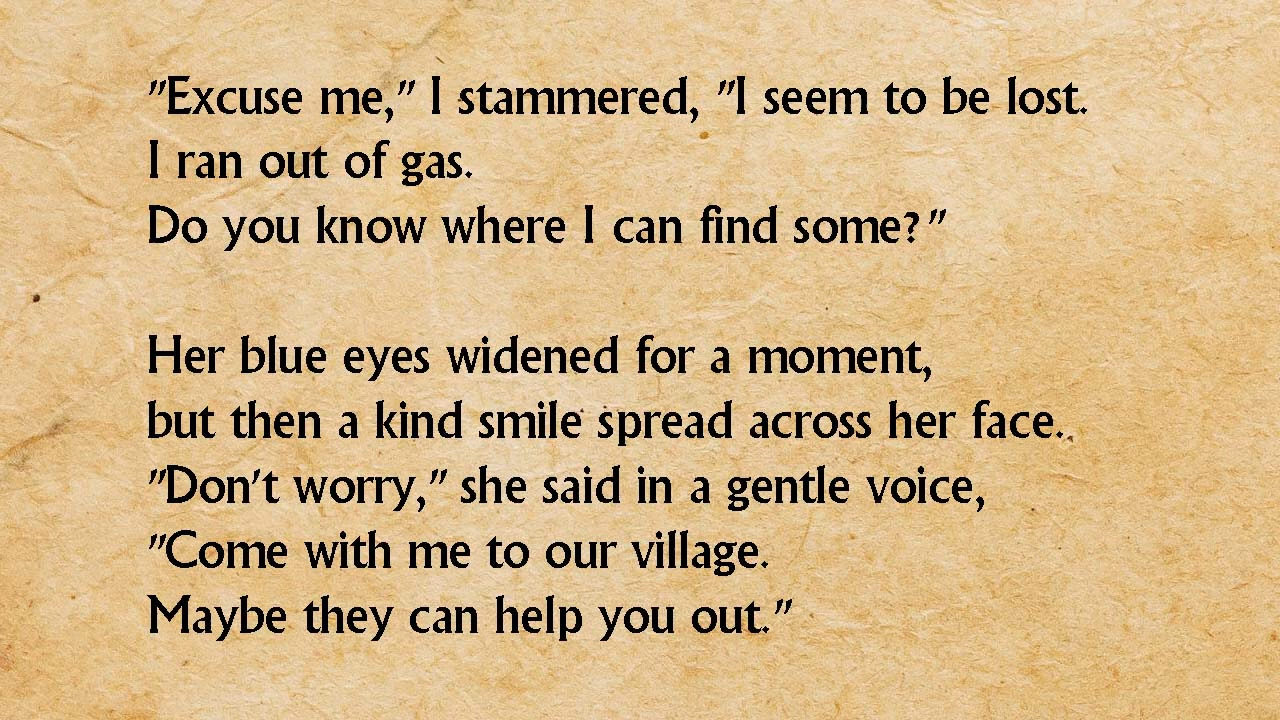 "Excuse me," I stammered, "I seem to be lost.
I ran out of gas.
Do you know where I can find some?"
Her blue eyes widened for a moment,
but then a kind smile spread across her face.
"Don't worry," she said in a gentle voice,
"Come with me to our village.
Maybe they can help you out."